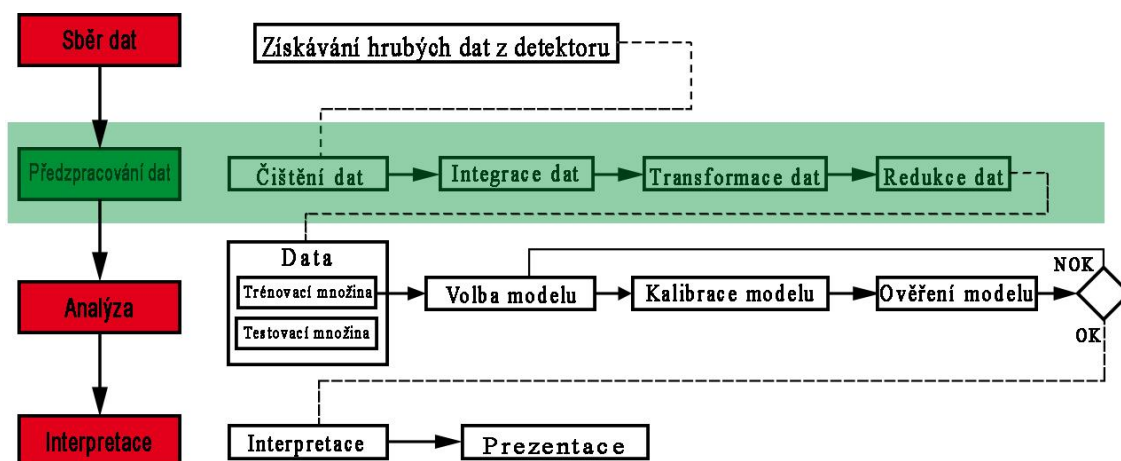 Sběr dat
Získávání hrubých dat z detektoru
Předzpracování dat
Čištění dat
Integrace dat
Transformace dat
Redukce dat
Analýza
Data
Trénovací množina
Testovací množina
Volba modelu
Kalibrace modelu
Ověření modelu
NOK
OK
Interpretace
Interpretace
Prezentace